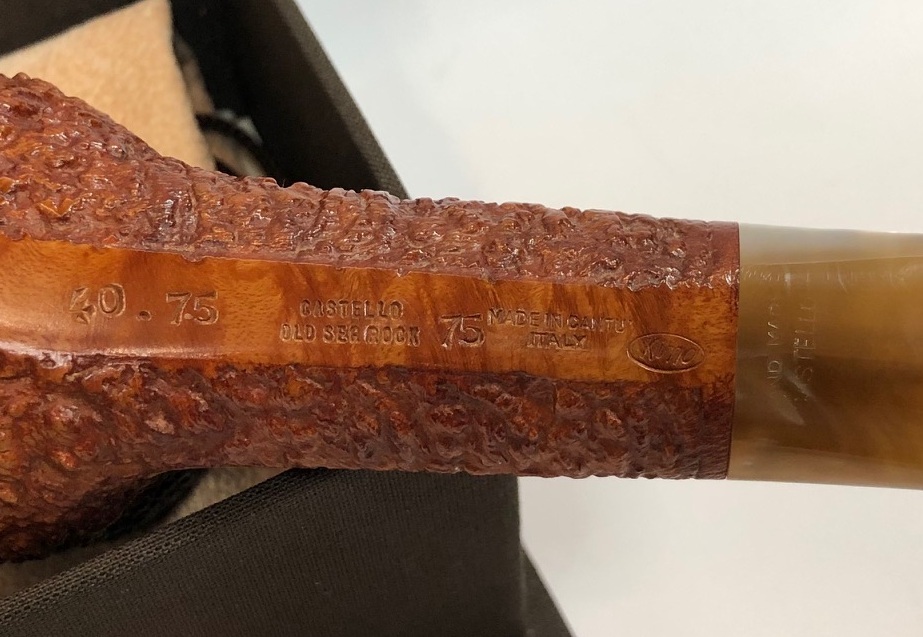 40.75
CASTELLO
OLD SEA ROCK
75
MADE IN CANTU'
ITALY